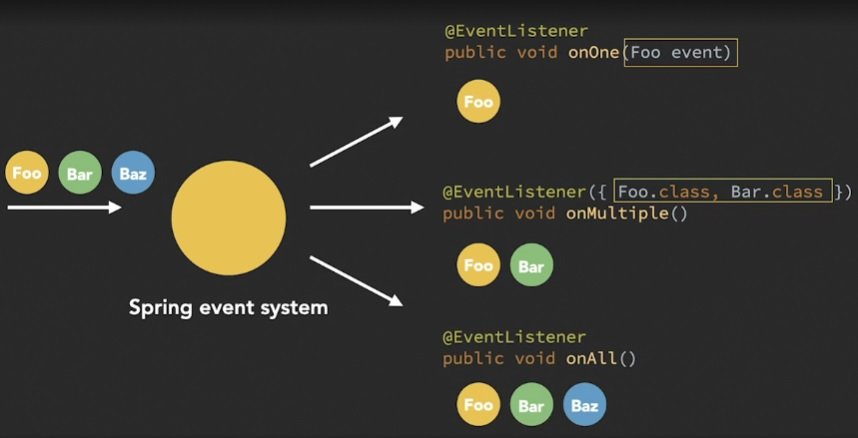 @EventListener
public void onOne(Foo event)
Foo
Foo Bar Baz
Spring event system
@EventListener({ Foo.class, Bar.class })
public void onMultiple()
Foo Bar
@EventListener
public void onAll()
Foo Bar Baz